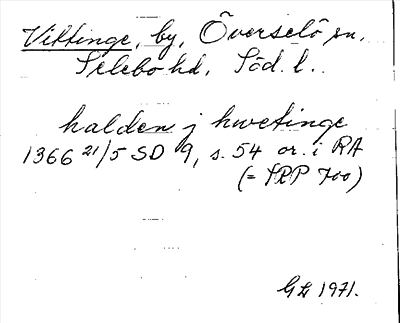 Vittinge, by, Överselö sn,
Selebo hd, Söd. l..
halden j hwetinge
1366 21/5 SD 9, s. 54 or. i RA
(= SRP 700)
1971.